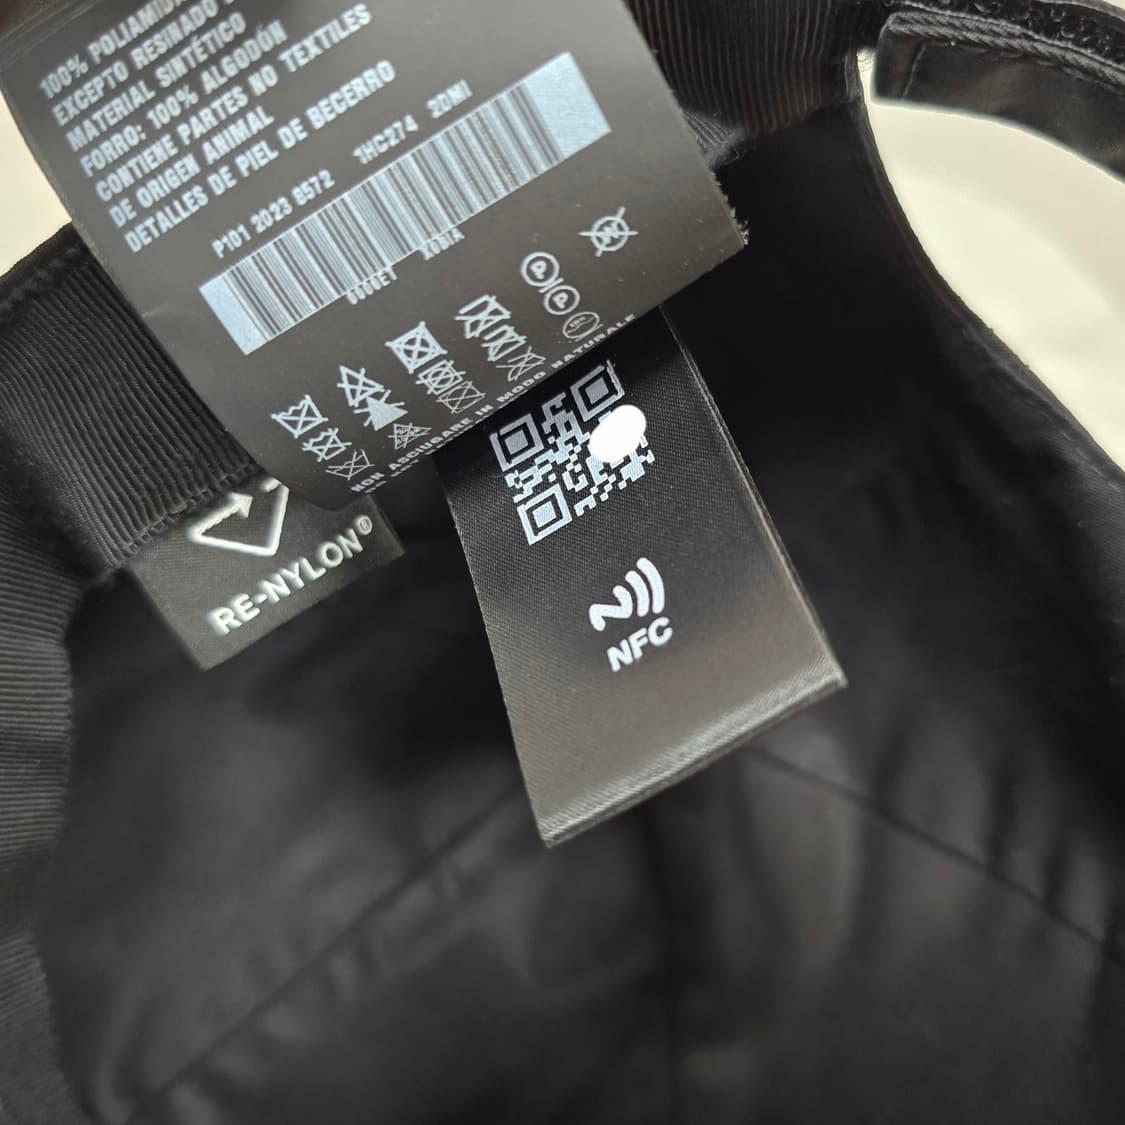 100% POLIAMIDA
EXCEPTO RESINADO
MATERIAL SINTÉTICO
FORRO: 100% ALGODÓN
CONTIENE PARTES NO TEXTILES
DE ORIGEN ANIMAL
DETALLES DE PIEL DE BECERRO
P101 2023 8572 1HC274 2DMI
P
P
NON ASCIUGARE IN MODO NATURALE
RE-NYLON®
NFC